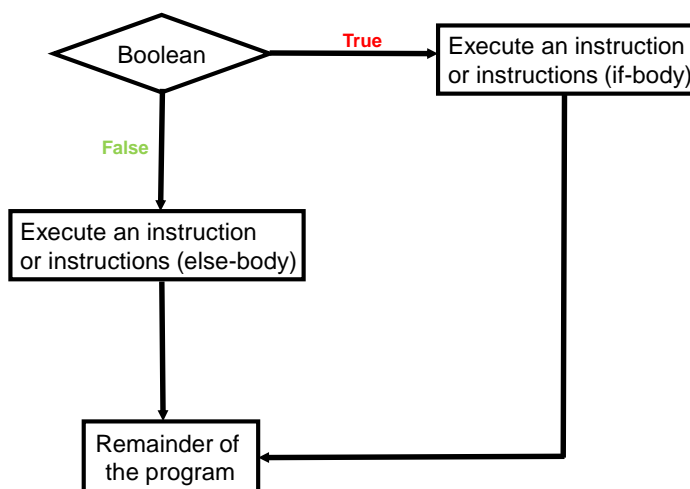 Boolean
True
Execute an instruction
or instructions (if-body)
False
Execute an instruction
or instructions (else-body)
Remainder of
the program